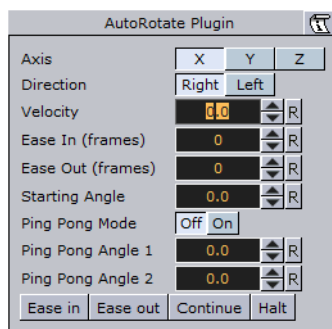 AutoRotate Plugin
Axis X Y Z
Direction Right Left
Velocity 0.0 R
Ease In (frames) 0 R
Ease Out (frames) 0 R
Starting Angle 0.0 R
Ping Pong Mode Off On
Ping Pong Angle 1 0.0 R
Ping Pong Angle 2 0.0 R
Ease in Ease out Continue Halt